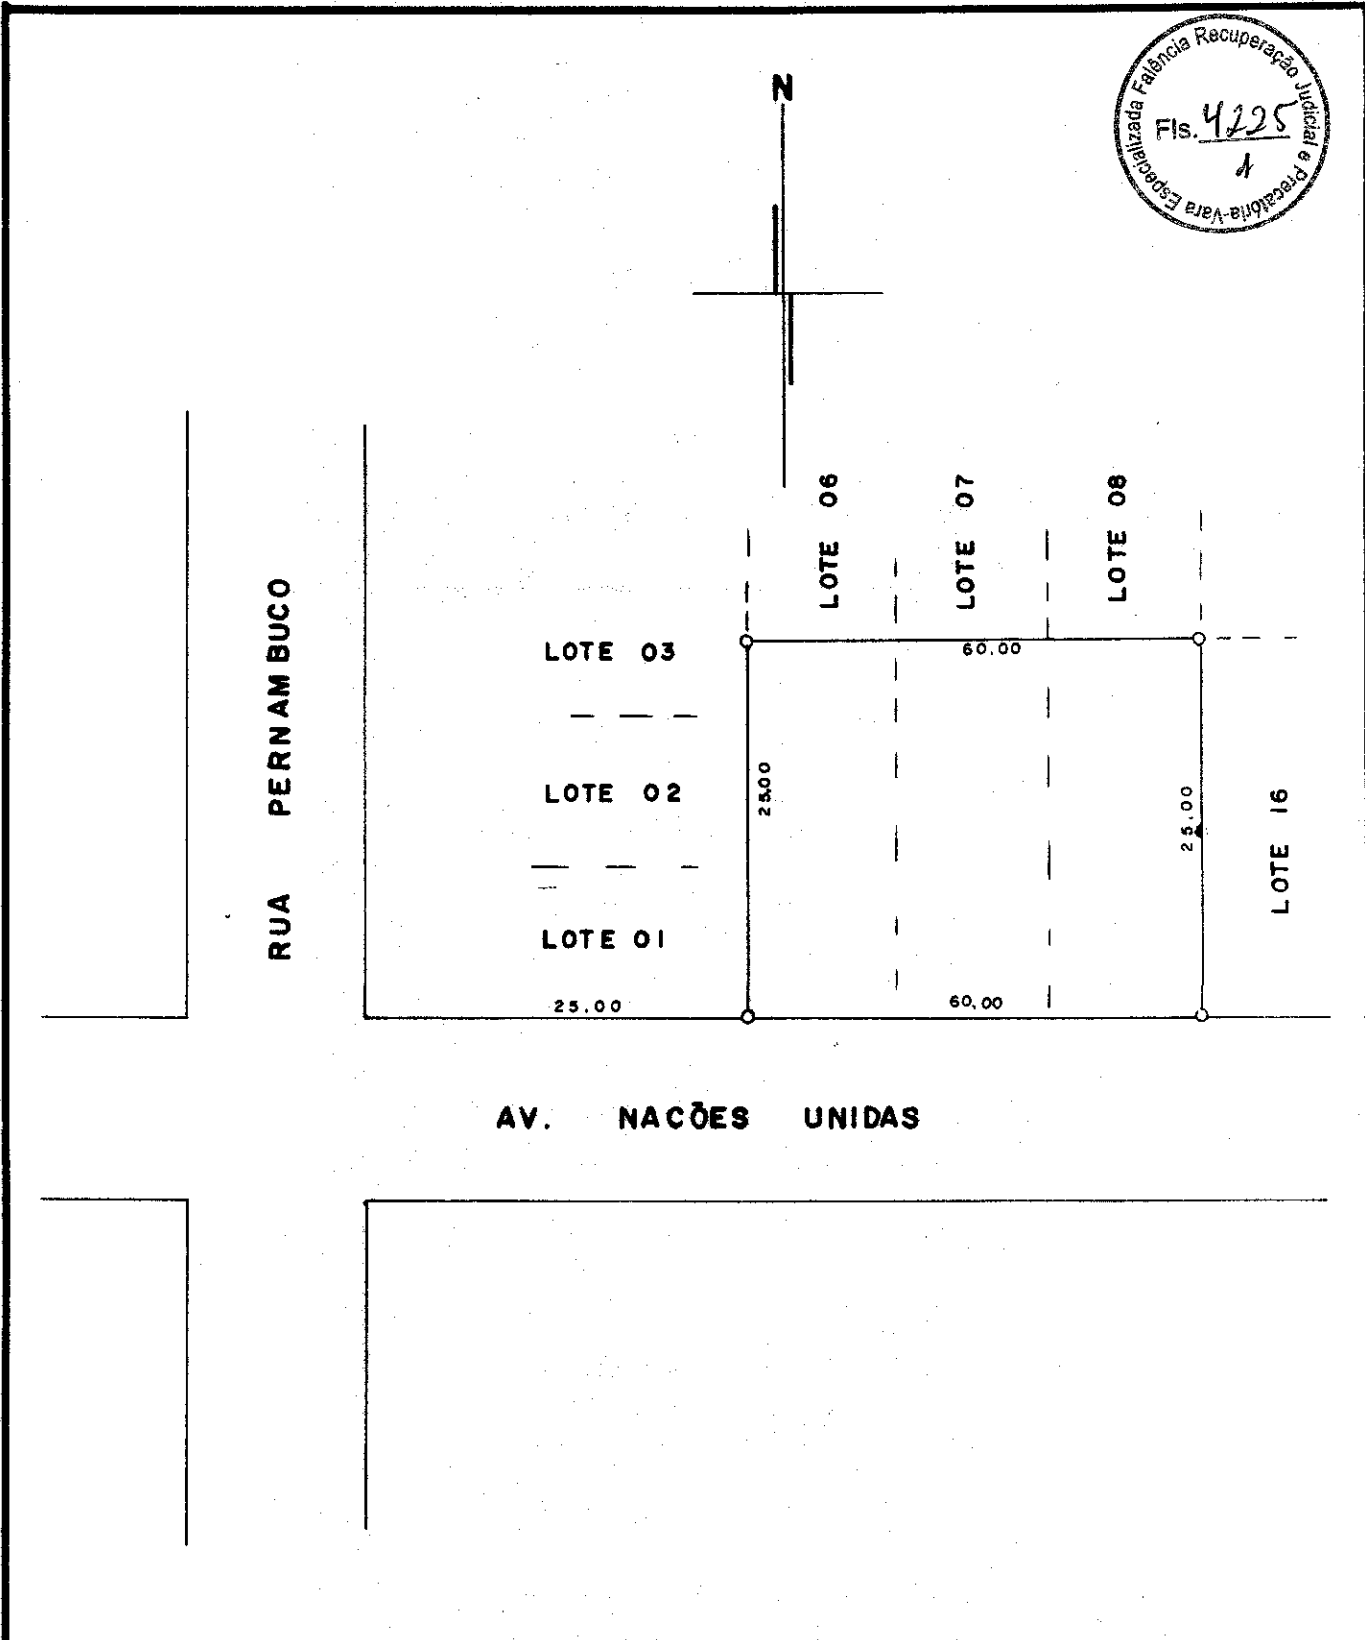 Vara Especializada Falência Recuperação Judicial e Precatória-
Fls. 4225
N
LOTE 06
LOTE 07
LOTE 08
RUA PERNAMBUCO
LOTE 03
60.00
LOTE 02
25.00
25.00
LOTE 16
LOTE 01
25.00
60,00
AV. NACÕES UNIDAS